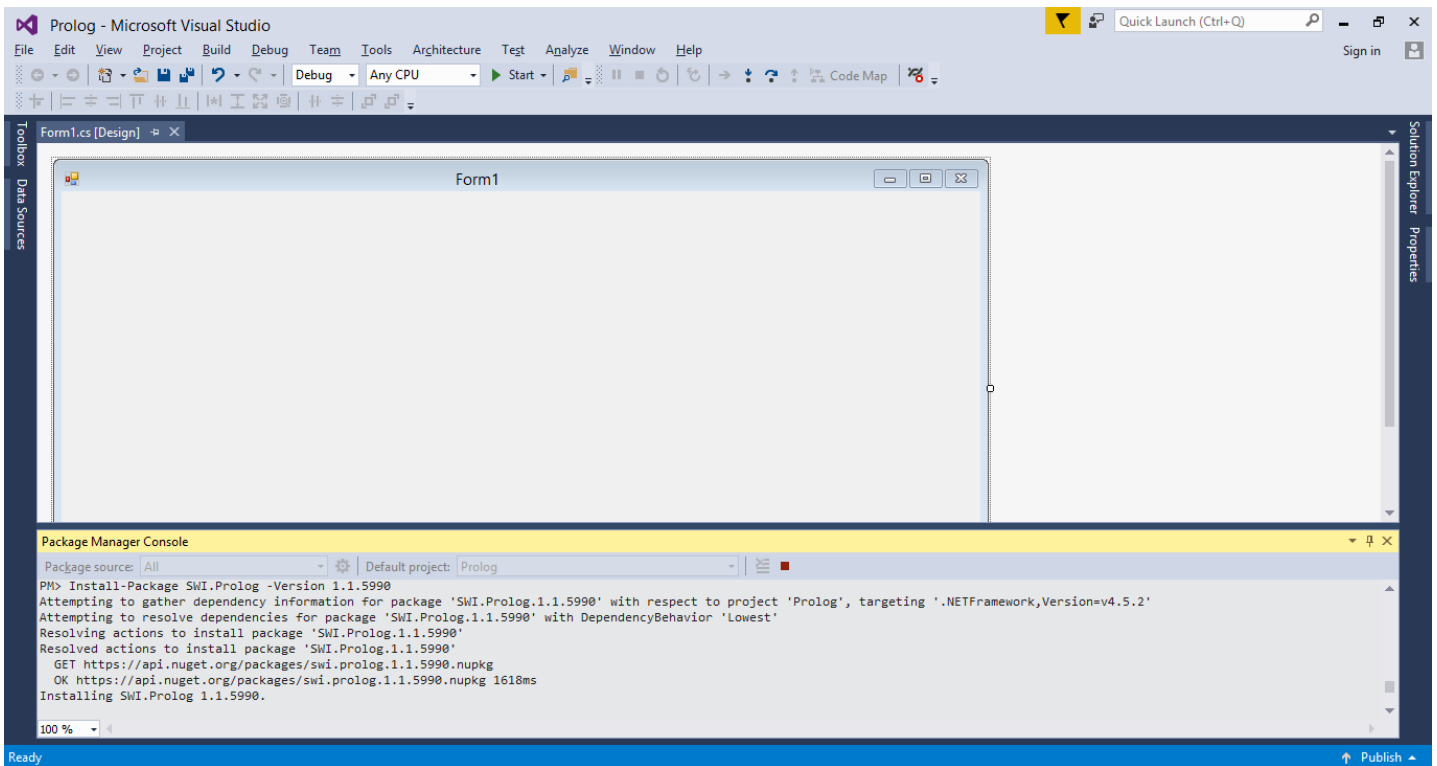 Prolog - Microsoft Visual Studio
Quick Launch (Ctrl+Q)
File Edit View Project Build Debug Team Tools Architecture Test Analyze Window Help
Sign in
Debug Any CPU Start Code Map
Toolbox
Data Sources
Form1.cs [Design]
Form1
Solution Explorer
Properties
Package Manager Console
Package source: All Default project: Prolog
PM> Install-Package SWI.Prolog -Version 1.1.5990
Attempting to gather dependency information for package 'SWI.Prolog.1.1.5990' with respect to project 'Prolog', targeting '.NETFramework,Version=v4.5.2'
Attempting to resolve dependencies for package 'SWI.Prolog.1.1.5990' with DependencyBehavior 'Lowest'
Resolving actions to install package 'SWI.Prolog.1.1.5990'
Resolved actions to install package 'SWI.Prolog.1.1.5990'
GET https://api.nuget.org/packages/swi.prolog.1.1.5990.nupkg
OK https://api.nuget.org/packages/swi.prolog.1.1.5990.nupkg 1618ms
Installing SWI.Prolog 1.1.5990.
100 %
Ready
Publish